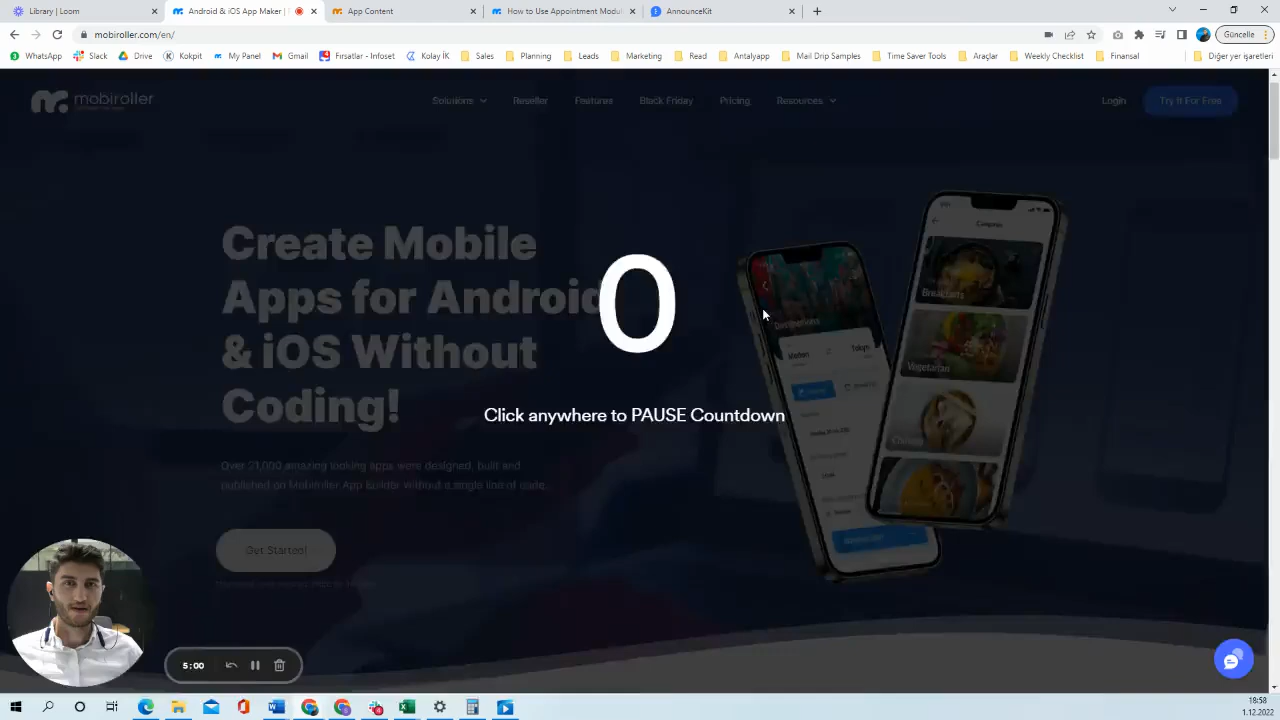 Library | Loom
Android & iOS App Maker |
App Content
How to Use Appointment Modul
AnnounceKit
mobiroller.com/en/
Güncelle
WhatsApp
Slack
Drive
Kokpit
My Panel
Gmail
Fırsatlar - Infoset
Kolay İK
Sales
Planning
Leads
Marketing
Read
Antalyapp
Mail Drip Samples
Time Saver Tools
Araçlar
Weekly Checklist
Finansal
Diğer yer işaretleri
mobiroller
Solutions
Reseller
Features
Black Friday
Pricing
Resources
Login
Try It For Free
Create Mobile
Apps for Android
& iOS Without
Coding!
0
Click anywhere to PAUSE Countdown
Over 21,000 amazing looking apps were designed, built and
published on Mobiroller App Builder without a single line of code.
Get Started!
Breakfasts
Vegetarian
Destinations
5:00
18:58
1.12.2022